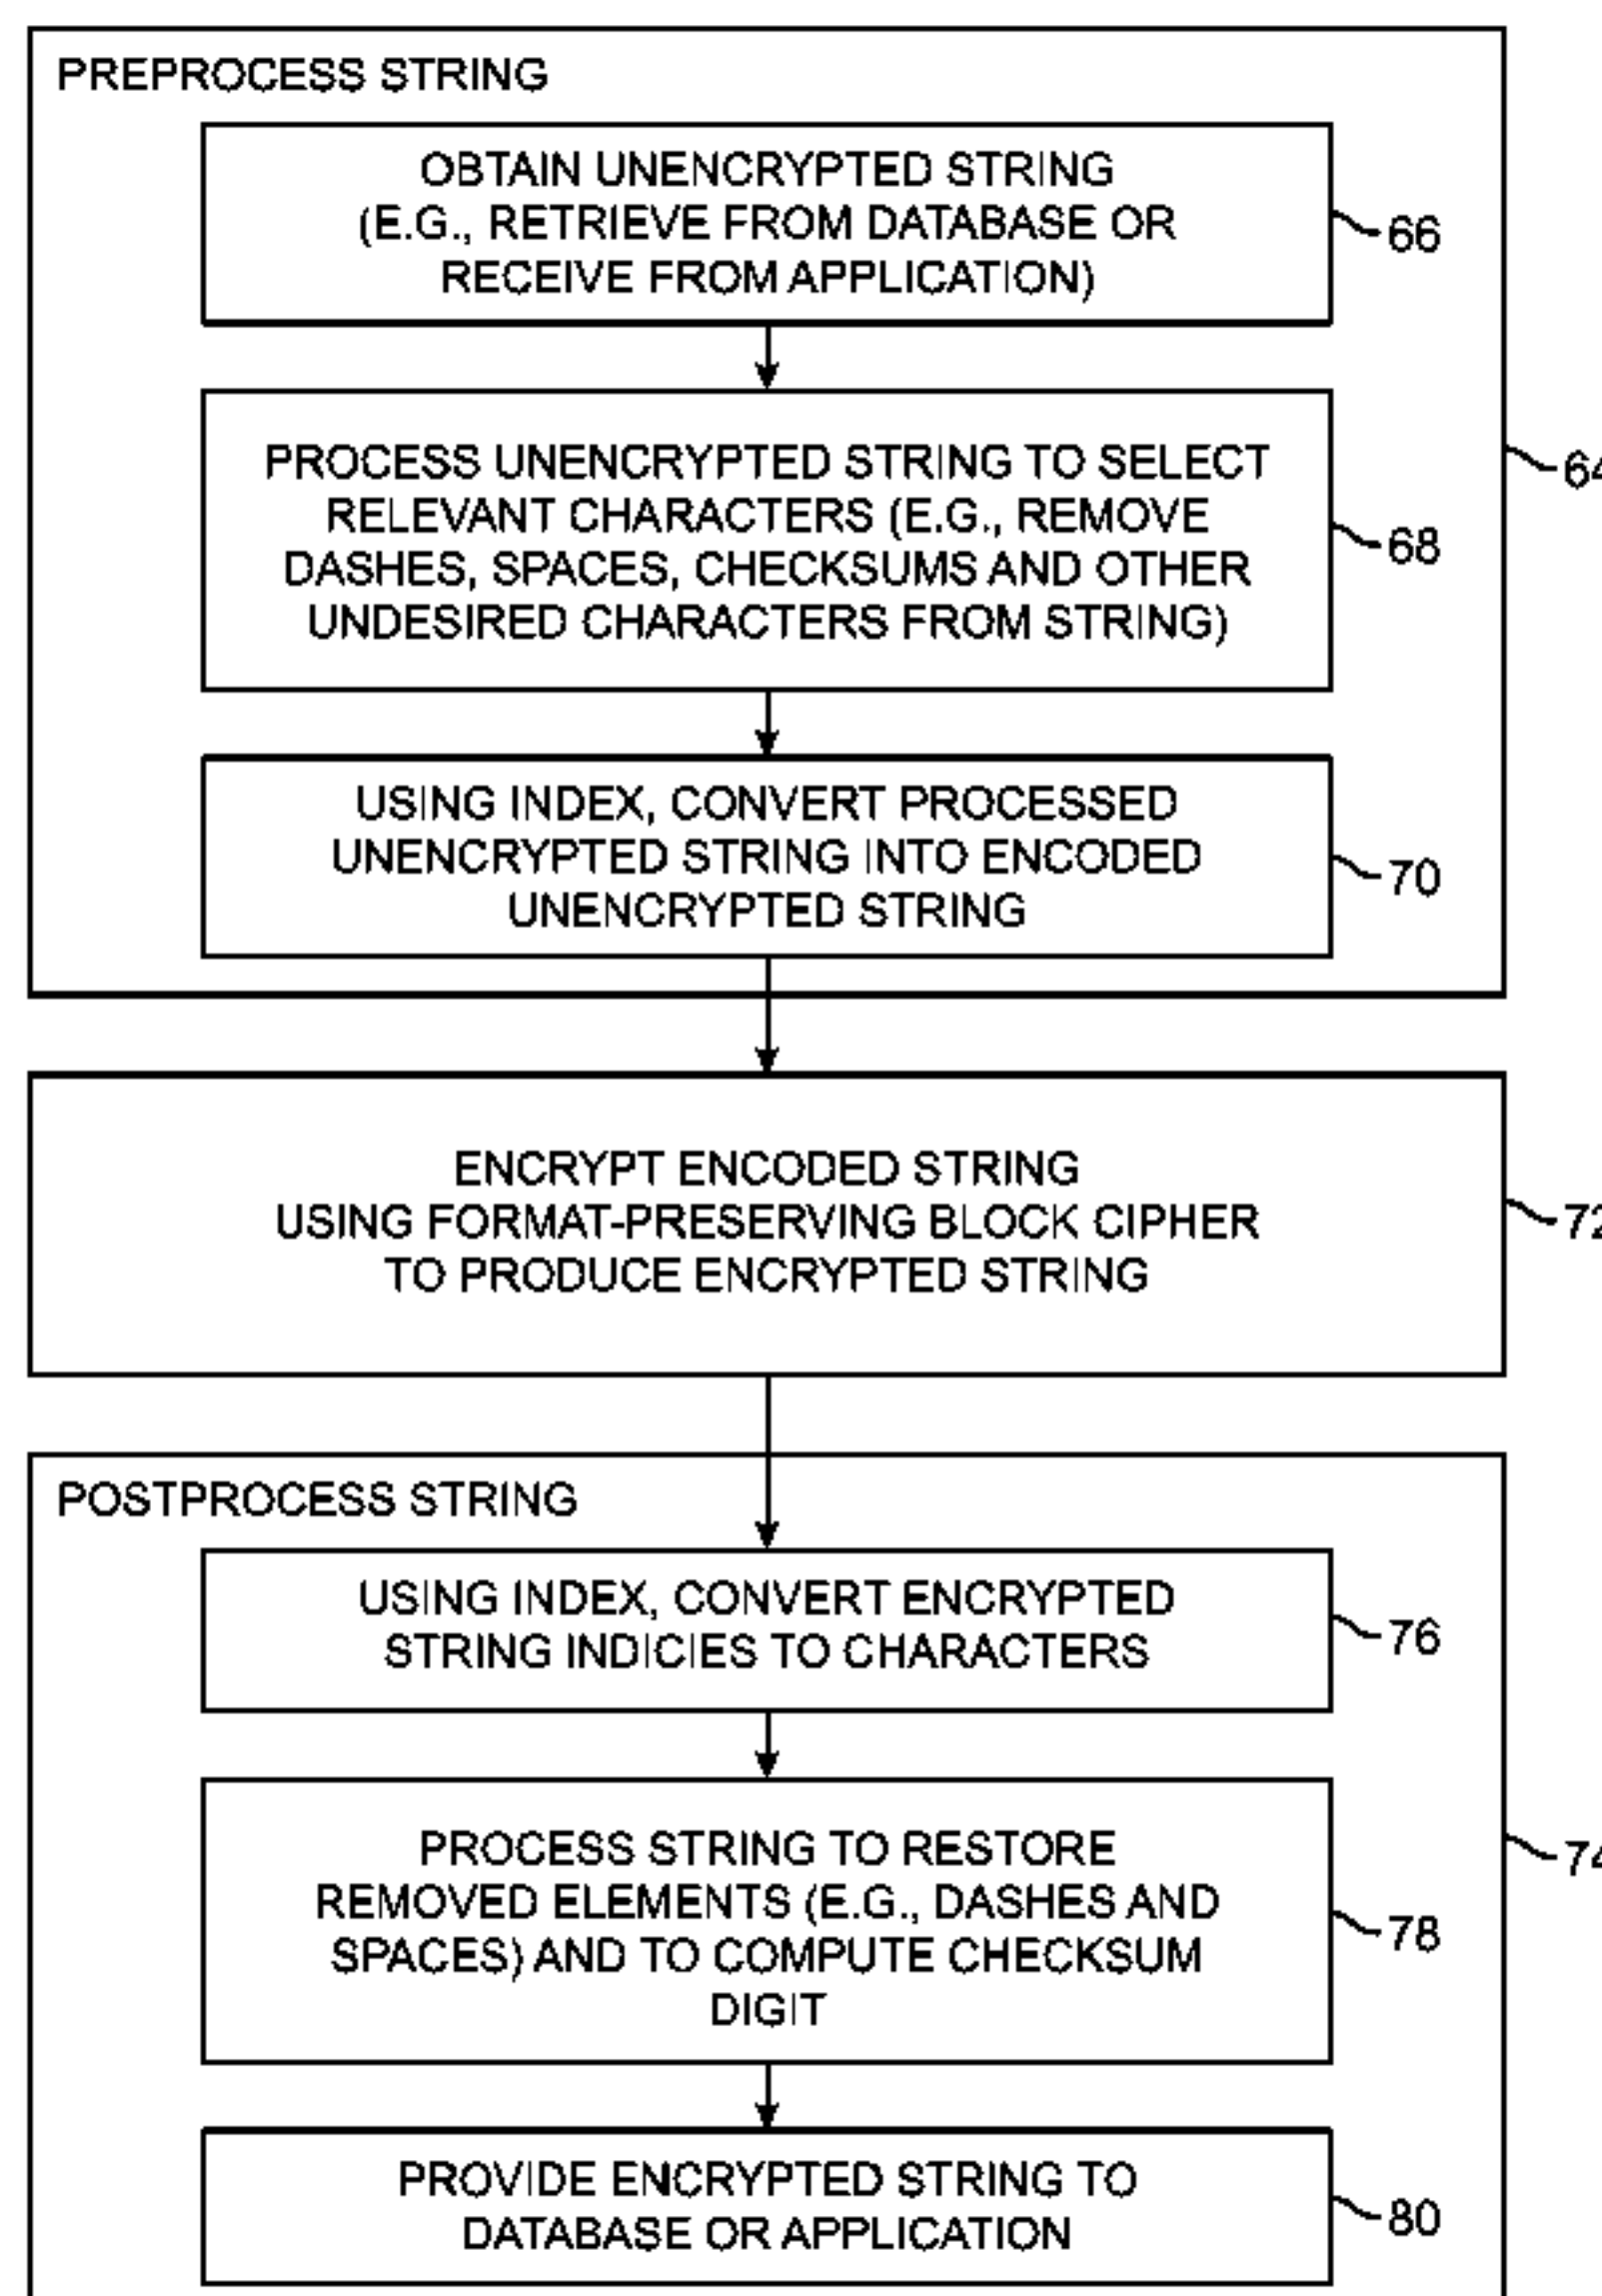 PREPROCESS STRING
OBTAIN UNENCRYPTED STRING
(E.G., RETRIEVE FROM DATABASE OR
RECEIVE FROM APPLICATION)
66
PROCESS UNENCRYPTED STRING TO SELECT
RELEVANT CHARACTERS (E.G., REMOVE
DASHES, SPACES, CHECKSUMS AND OTHER
UNDESIRED CHARACTERS FROM STRING)
64
68
USING INDEX, CONVERT PROCESSED
UNENCRYPTED STRING INTO ENCODED
UNENCRYPTED STRING
70
ENCRYPT ENCODED STRING
USING FORMAT-PRESERVING BLOCK CIPHER
TO PRODUCE ENCRYPTED STRING
72
POSTPROCESS STRING
USING INDEX, CONVERT ENCRYPTED
STRING INDICIES TO CHARACTERS
76
PROCESS STRING TO RESTORE
REMOVED ELEMENTS (E.G., DASHES AND
SPACES) AND TO COMPUTE CHECKSUM
DIGIT
74
78
PROVIDE ENCRYPTED STRING TO
DATABASE OR APPLICATION
80